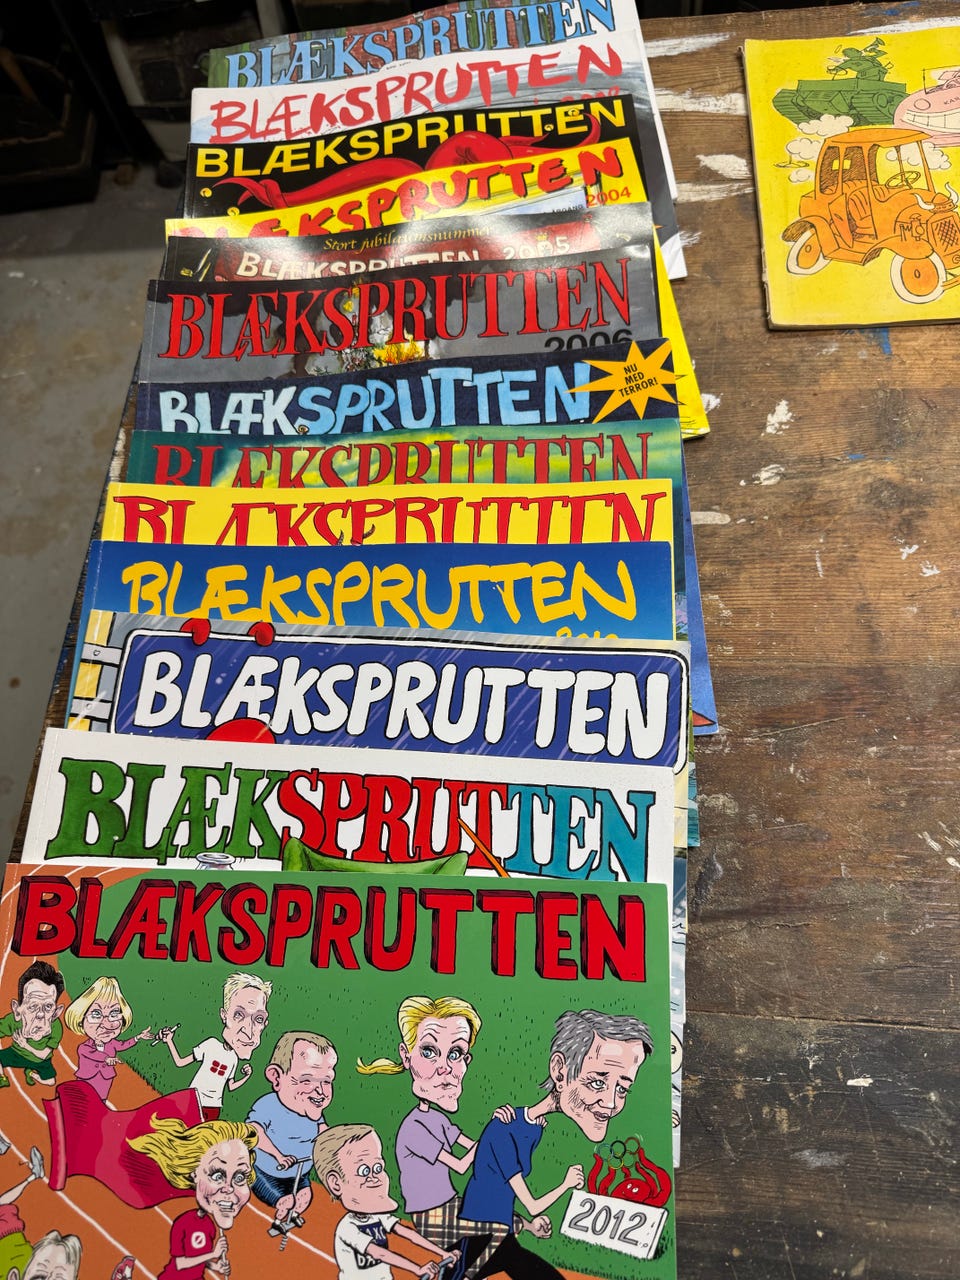 BLÆKSPRUTTEN
BLÆKSPRUTTEN
BLÆKSPRUTTEN
BLÆKSPRUTTEN
2004
Stort jubilæumsnummer
BLÆKSPRUTTEN 2005
BLÆKSPRUTTEN
2006
BLÆKSPRUTTEN
NU
MED
TERROR!
BLÆKSPRUTTEN
BLÆKSPRUTTEN
BLÆKSPRUTTEN
BLÆKSPRUTTEN
BLÆKSPRUTTEN
BLÆKSPRUTTEN
2012